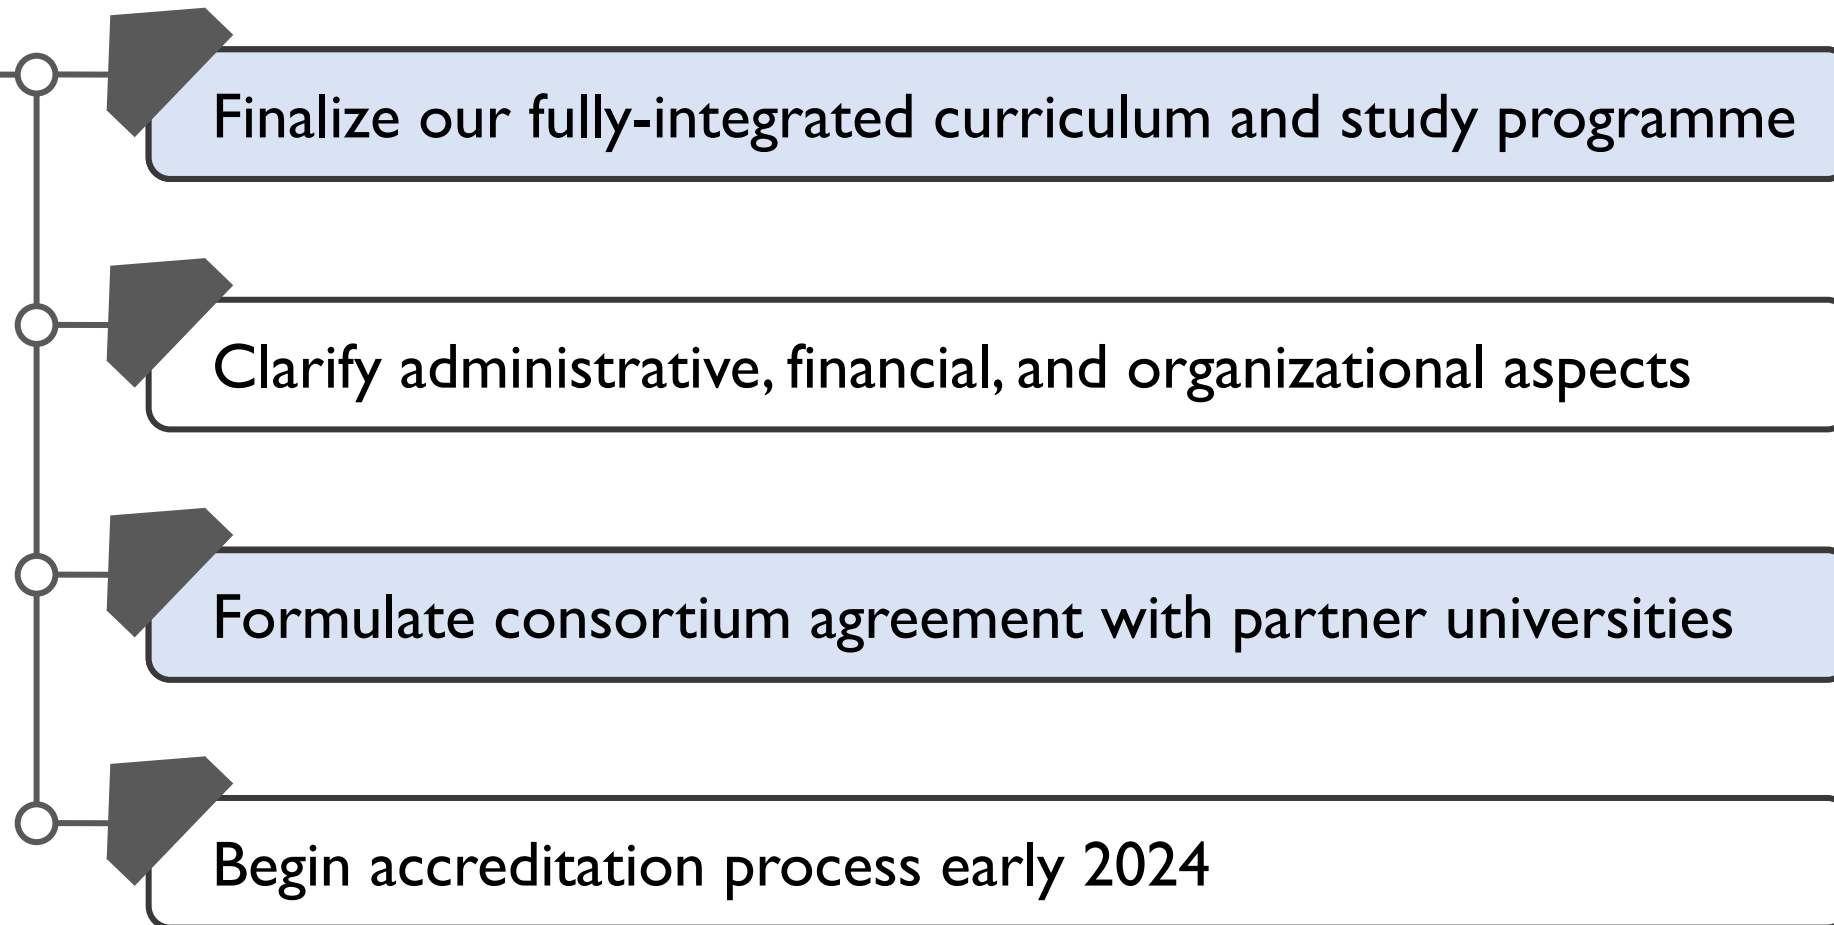 Finalize our fully-integrated curriculum and study programme
Clarify administrative, financial, and organizational aspects
Formulate consortium agreement with partner universities
Begin accreditation process early 2024